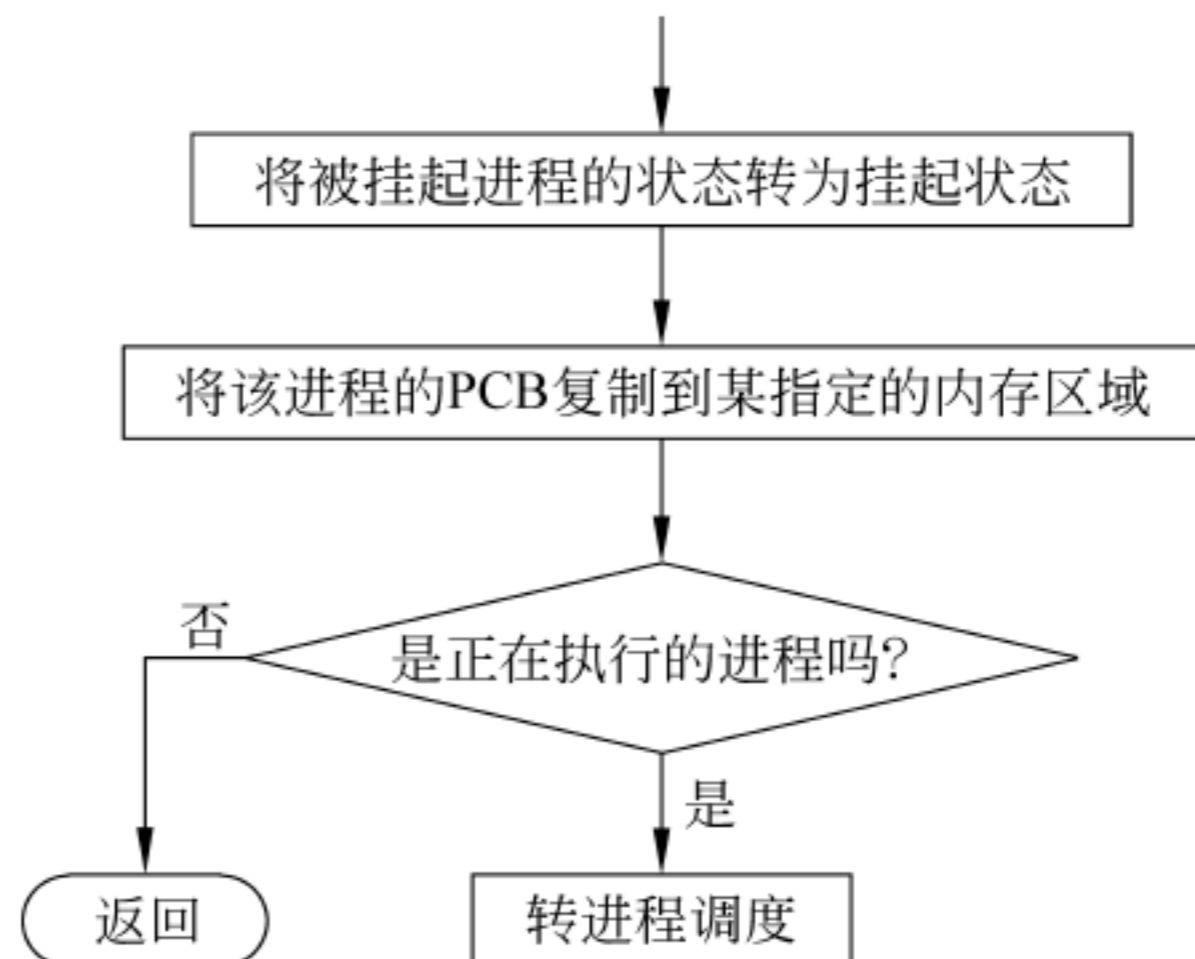 将被挂起进程的状态转为挂起状态
将该进程的PCB复制到某指定的内存区域
否
是正在执行的进程吗?
是
返回
转进程调度